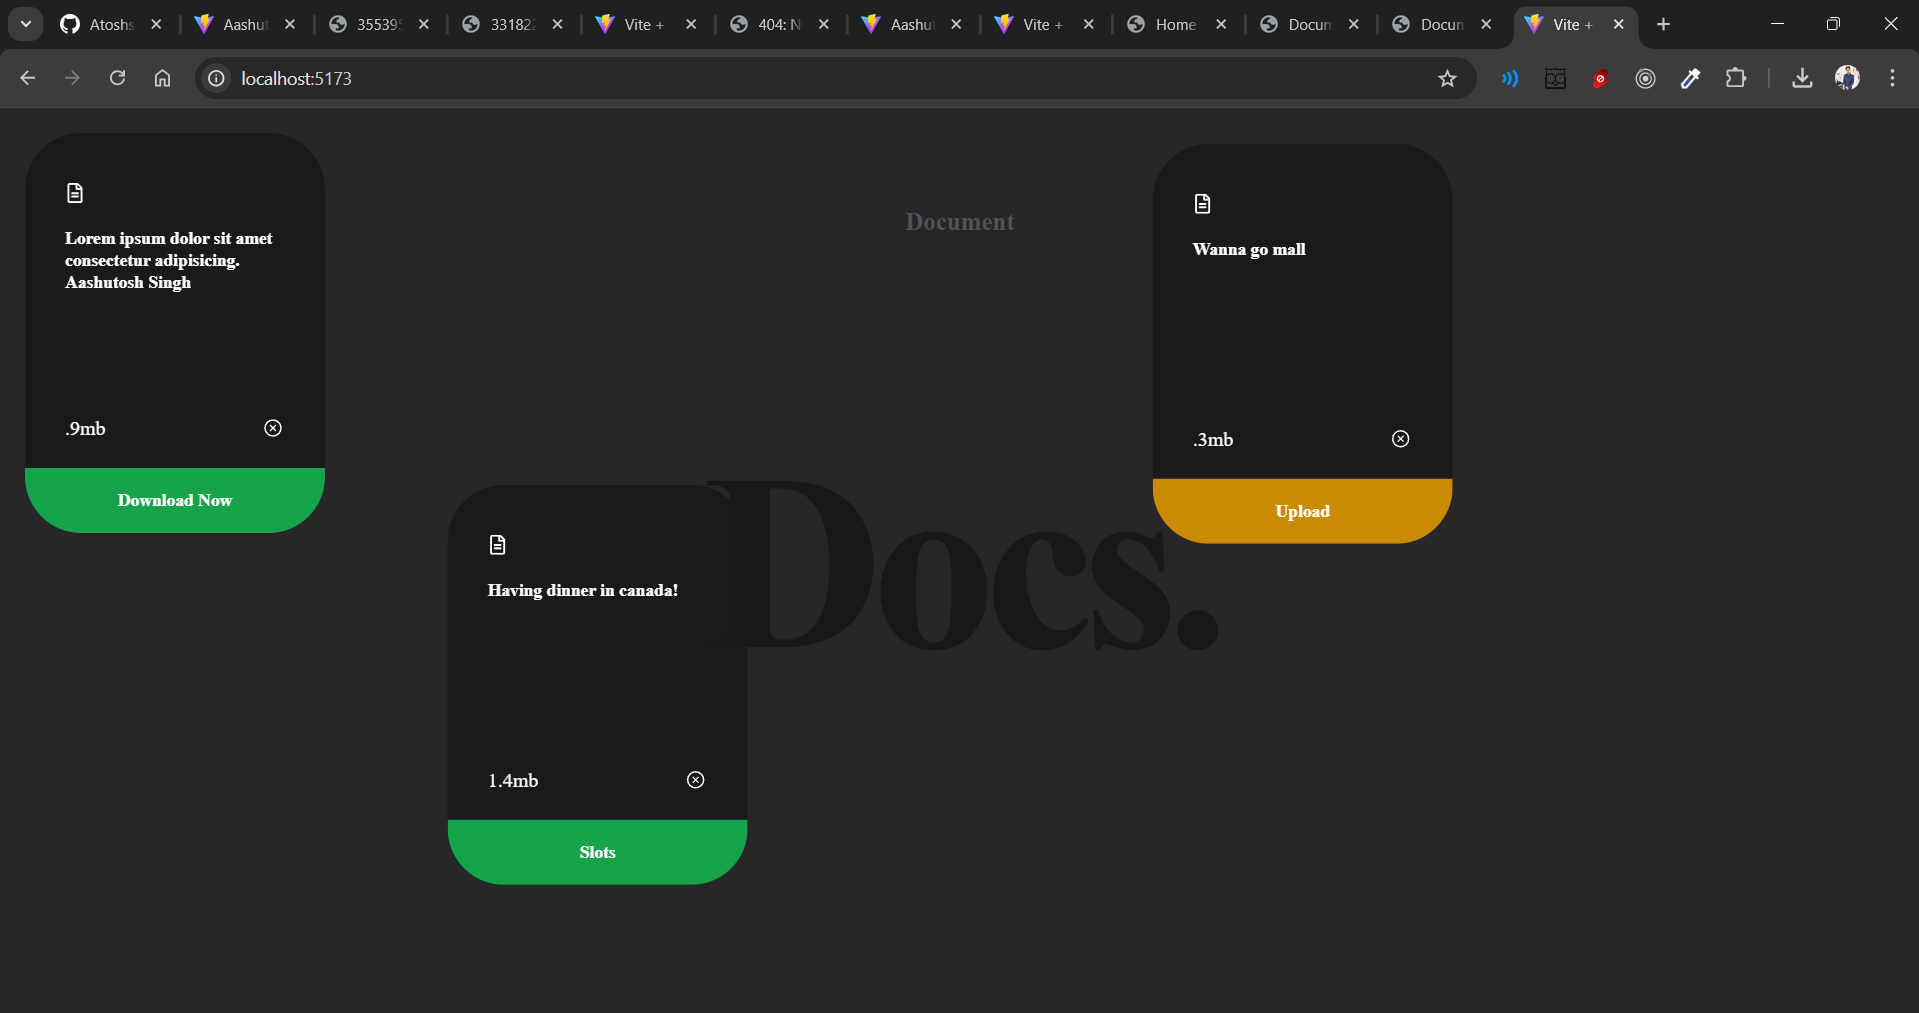 Atoshs
Aashut
35539
33182
Vite +
404: N
Aashu
Vite +
Home
Docum
Docum
Vite +
localhost:5173
Document
Lorem ipsum dolor sit amet
consectetur adipisicing.
Aashutosh Singh
.9mb
Download Now
Wanna go mall
.3mb
Upload
Docs.
Having dinner in canada!
1.4mb
Slots